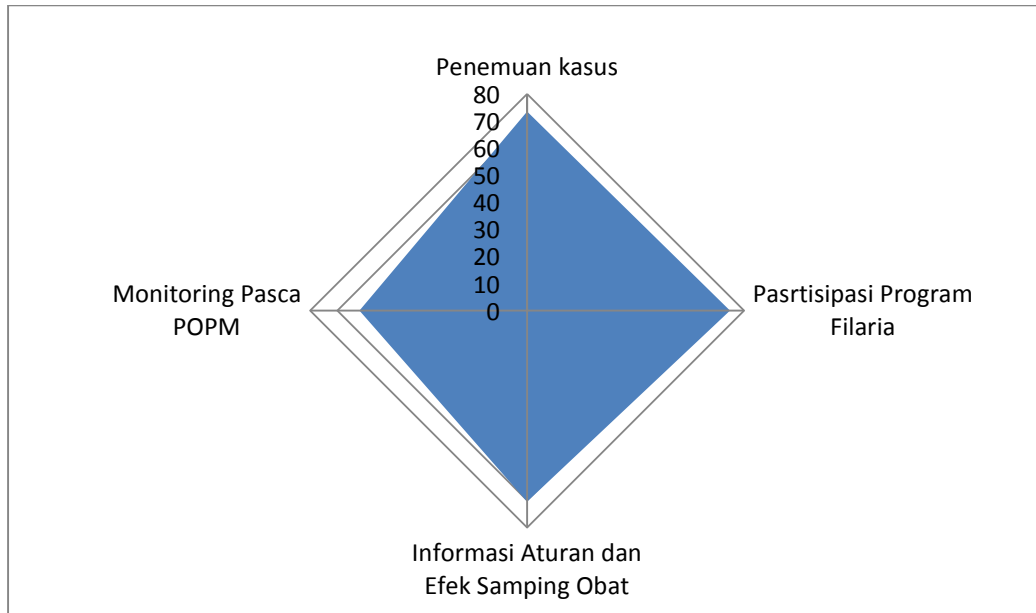 Penemuan kasus
80
70
60
50
40
30
20
10
0
Monitoring Pasca
POPM
Pasrtisipasi Program
Filaria
Informasi Aturan dan
Efek Samping Obat